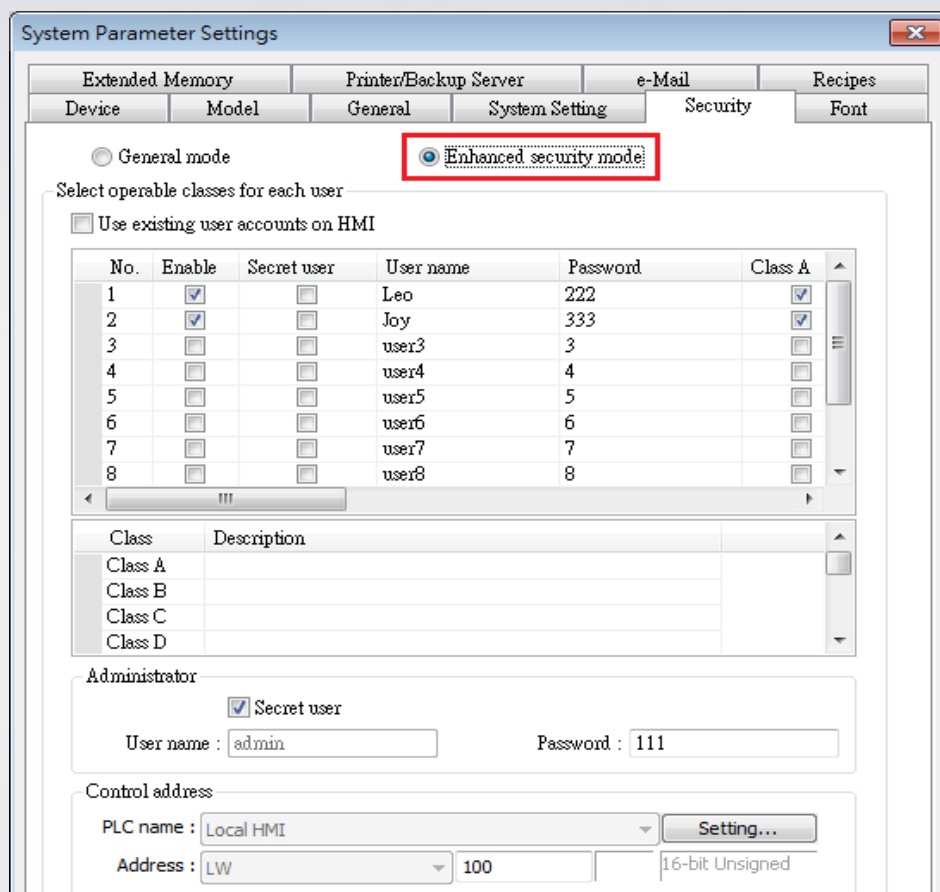 System Parameter Settings
Extended Memory Printer/Backup Server e-Mail Recipes
Device Model General System Setting Security Font
General mode Enhanced security mode
Select operable classes for each user
Use existing user accounts on HMI
No. Enable Secret user User name Password Class A
1 Leo 222
2 Joy 333
3 user3 3
4 user4 4
5 user5 5
6 user6 6
7 user7 7
8 user8 8
Class Description
Class A
Class B
Class C
Class D
Administrator
Secret user
User name : admin Password : 111
Control address
PLC name : Local HMI Setting...
Address : LW 100 16-bit Unsigned